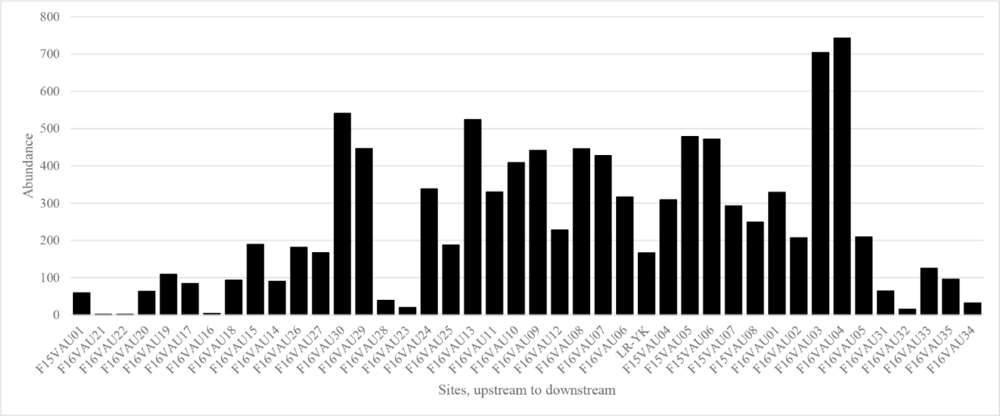 800
700
600
500
400
300
200
100
0
Abundance
F15VAU01
F16VAU21
F16VAU22
F16VAU20
F16VAU19
F16VAU17
F16VAU16
F16VAU18
F16VAU15
F16VAU14
F16VAU26
F16VAU27
F16VAU30
F16VAU29
F16VAU28
F16VAU23
F16VAU24
F16VAU25
F16VAU13
F16VAU11
F16VAU10
F16VAU09
F16VAU12
F16VAU08
F16VAU07
F16VAU06
LR-YK
F15VAU04
F15VAU05
F15VAU06
F15VAU07
F15VAU08
F16VAU01
F16VAU02
F16VAU03
F16VAU04
F16VAU05
F16VAU31
F16VAU32
F16VAU33
F16VAU35
F16VAU34
Sites, upstream to downstream